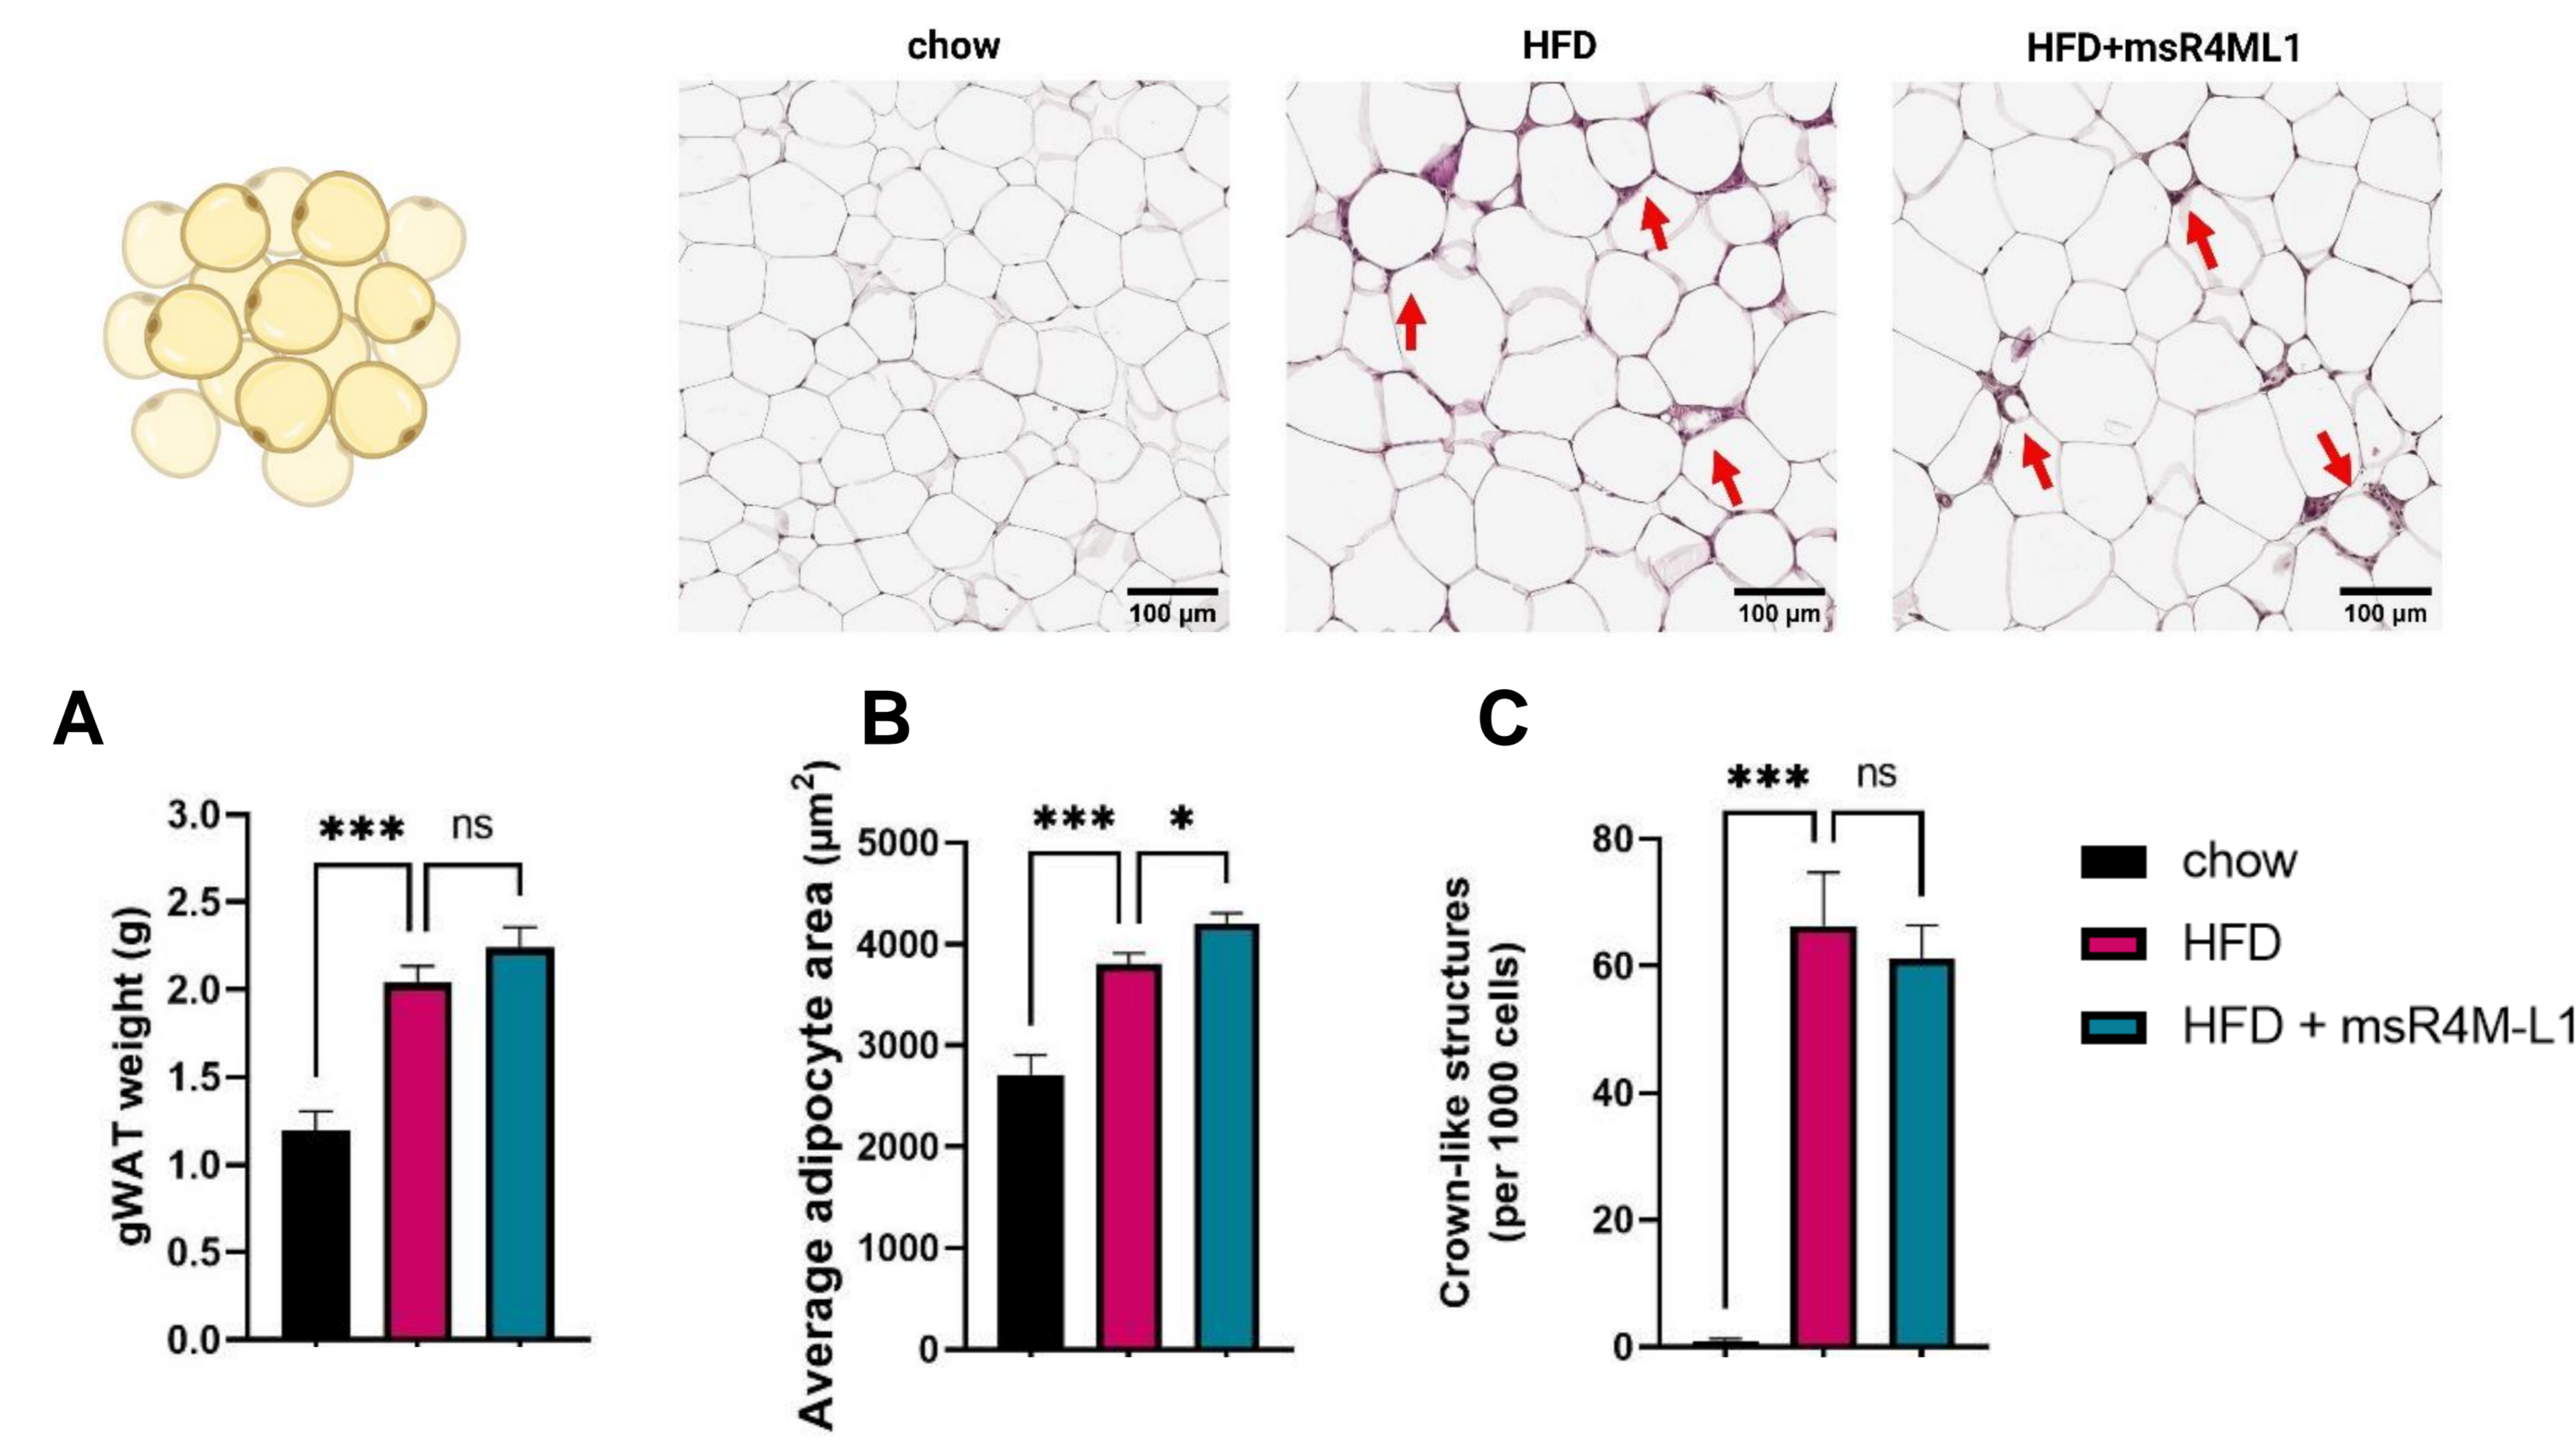 chow
HFD
HFD+msR4ML1
100 µm
100 µm
100 µm
A
B
C
gWAT weight (g)
3.0
2.5
2.0
1.5
1.0
0.5
0.0
***
ns
Average adipocyte area (µm²)
5000
4000
3000
2000
1000
0
***
*
Crown-like structures
(per 1000 cells)
80
60
40
20
0
***
ns
chow
HFD
HFD + msR4M-L1